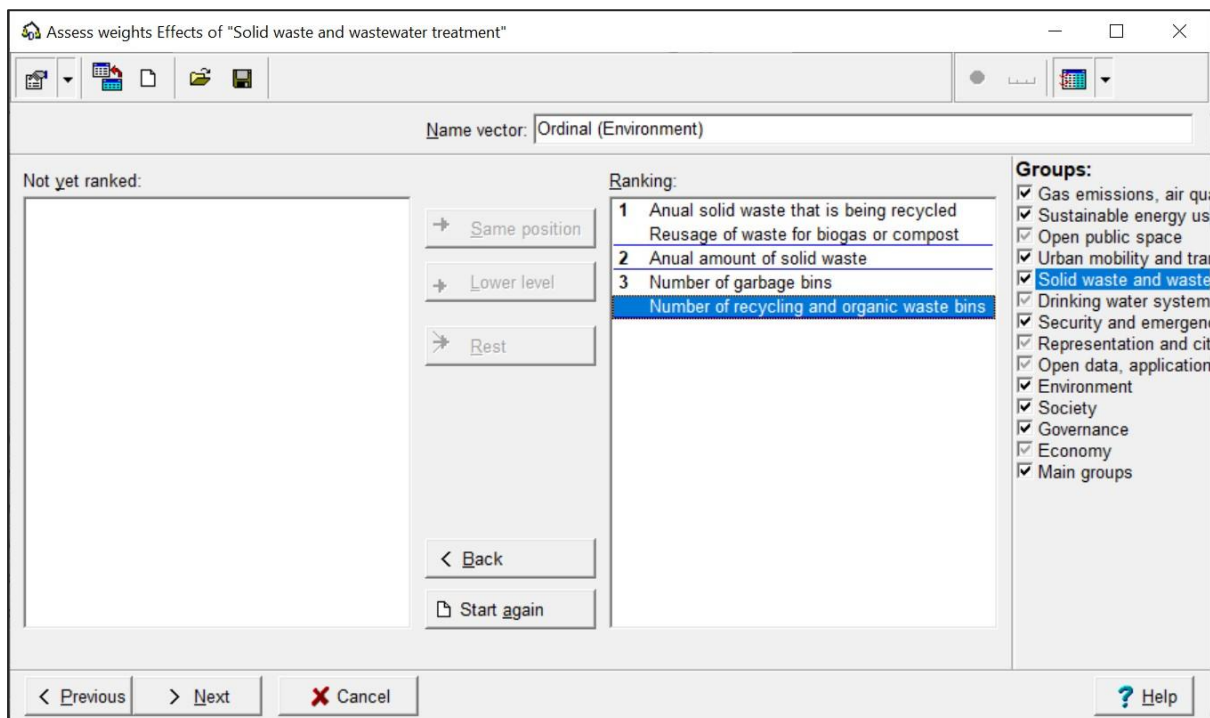 Assess weights Effects of "Solid waste and wastewater treatment"
Name vector: Ordinal (Environment)
Not yet ranked:
Same position
Lower level
Rest
Back
Start again
Ranking:
1 Anual solid waste that is being recycled
Reusage of waste for biogas or compost
2 Anual amount of solid waste
3 Number of garbage bins
Number of recycling and organic waste bins
Groups:
Gas emissions, air qua
Sustainable energy us
Open public space
Urban mobility and tra
Solid waste and waste
Drinking water system
Security and emergenc
Representation and cit
Open data, application
Environment
Society
Governance
Economy
Main groups
< Previous
> Next
Cancel
? Help